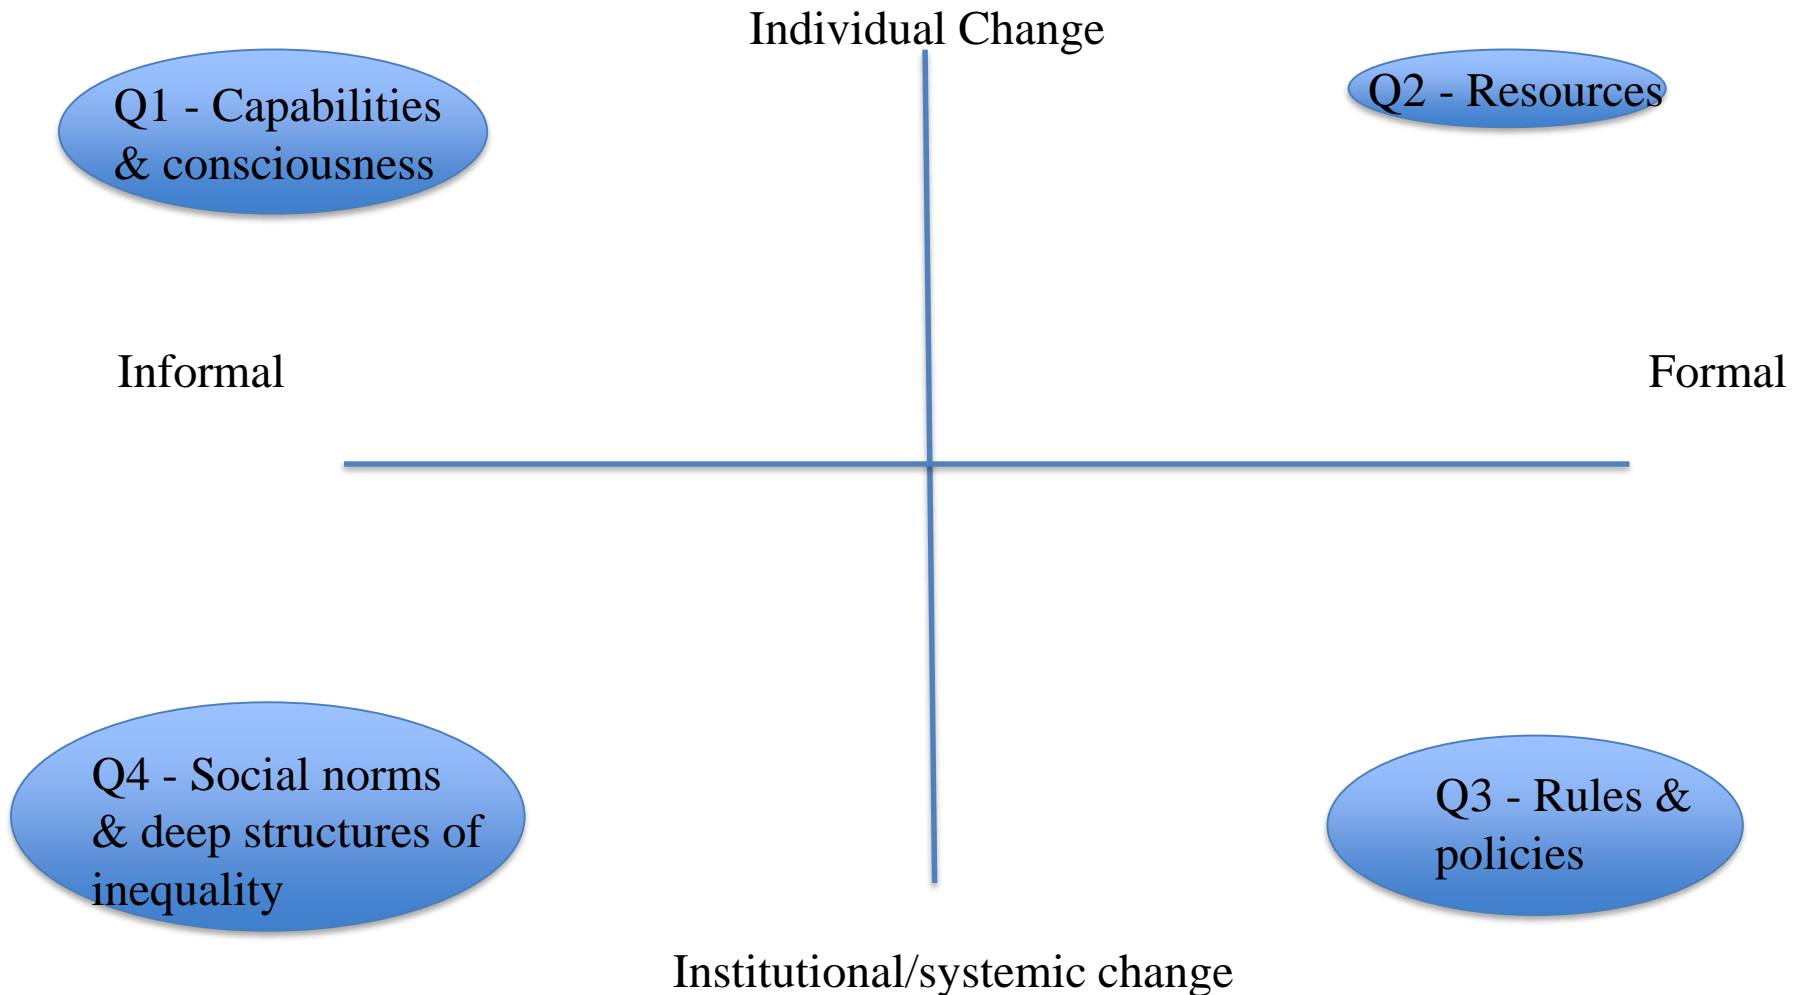 Individual Change
Q1 - Capabilities
& consciousness
Q2 - Resources
Informal
Formal
Q4 - Social norms
& deep structures of
inequality
Q3 - Rules &
policies
Institutional/systemic change